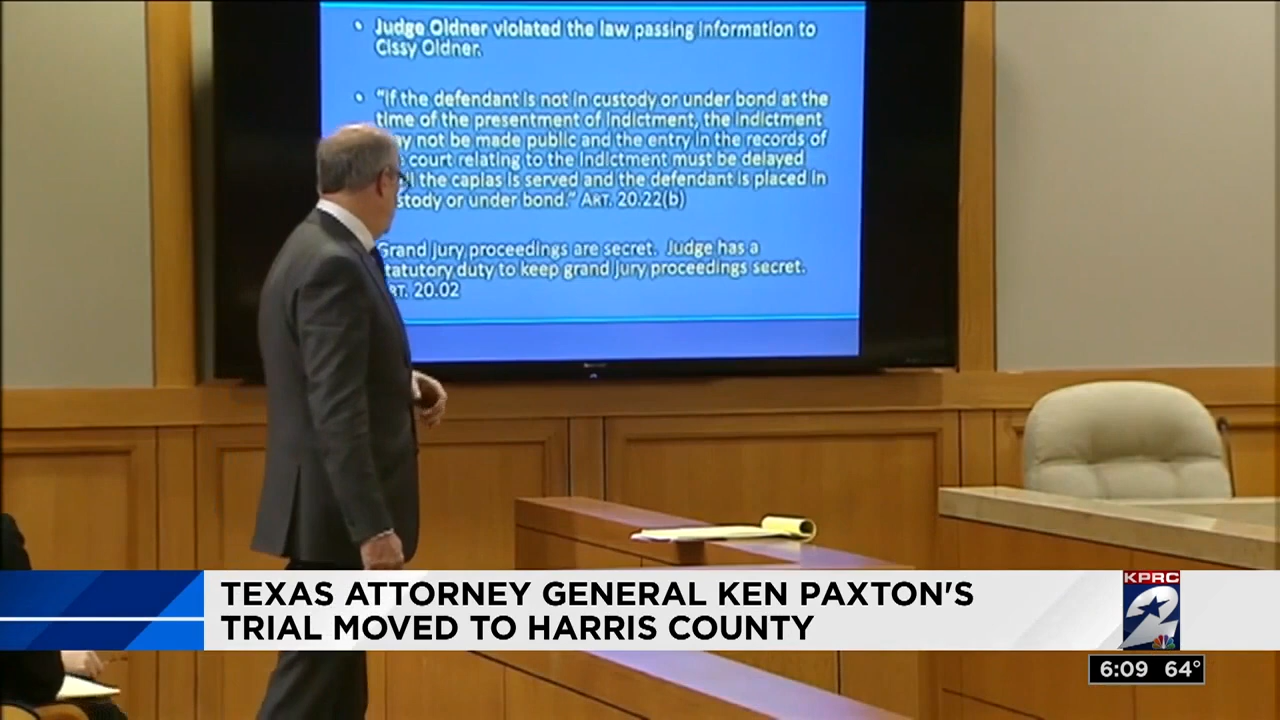 • Judge Oldner violated the law passing information to
Cissy Oldner.
• "If the defendant is not in custody or under bond at the
time of the presentment of indictment, the indictment
ay not be made public and the entry in the records of
court relating to the indictment must be delayed
the capias is served and the defendant is placed in
stody or under bond." ART. 20.22(b)
Grand jury proceedings are secret. Judge has a
tatutory duty to keep grand jury proceedings secret.
RT. 20.02
TEXAS ATTORNEY GENERAL KEN PAXTON'S
TRIAL MOVED TO HARRIS COUNTY
KPRC
2
6:09 64°